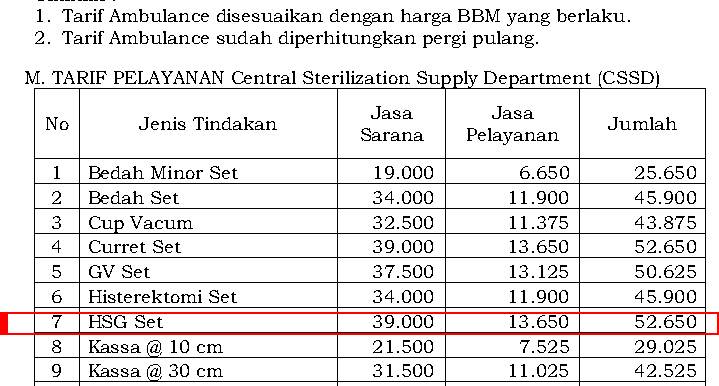 1. Tarif Ambulance disesuaikan dengan harga BBM yang berlaku.
2. Tarif Ambulance sudah diperhitungkan pergi pulang.
M. TARIF PELAYANAN Central Sterilization Supply Department (CSSD)
No Jenis Tindakan Jasa Sarana Jasa Pelayanan Jumlah
1 Bedah Minor Set 19.000 6.650 25.650
2 Bedah Set 34.000 11.900 45.900
3 Cup Vacum 32.500 11.375 43.875
4 Curret Set 39.000 13.650 52.650
5 GV Set 37.500 13.125 50.625
6 Histerektomi Set 34.000 11.900 45.900
7 HSG Set 39.000 13.650 52.650
8 Kassa @ 10 cm 21.500 7.525 29.025
9 Kassa @ 30 cm 31.500 11.025 42.525